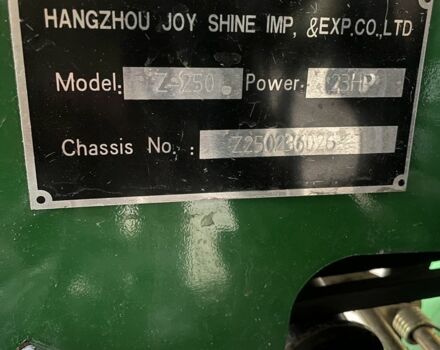 HANGZHOU JOY SHINE IMP, &EXP.CO.,LTD
Model: Z-250 Power: 23HP
Chassis No. : Z250236026